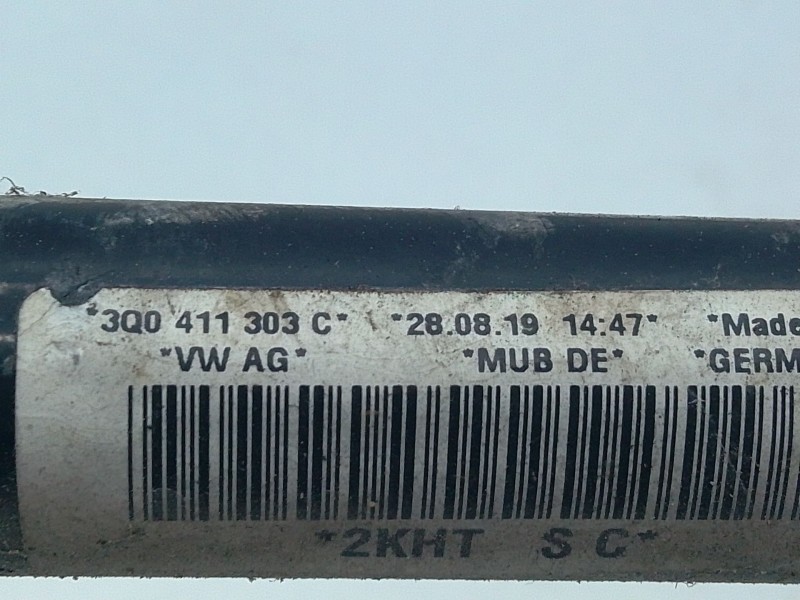 *3Q0 411 303 C* *28.08.19 14:47* *Made
*VW AG* *MUB DE* *GERM
*2KHT S C*